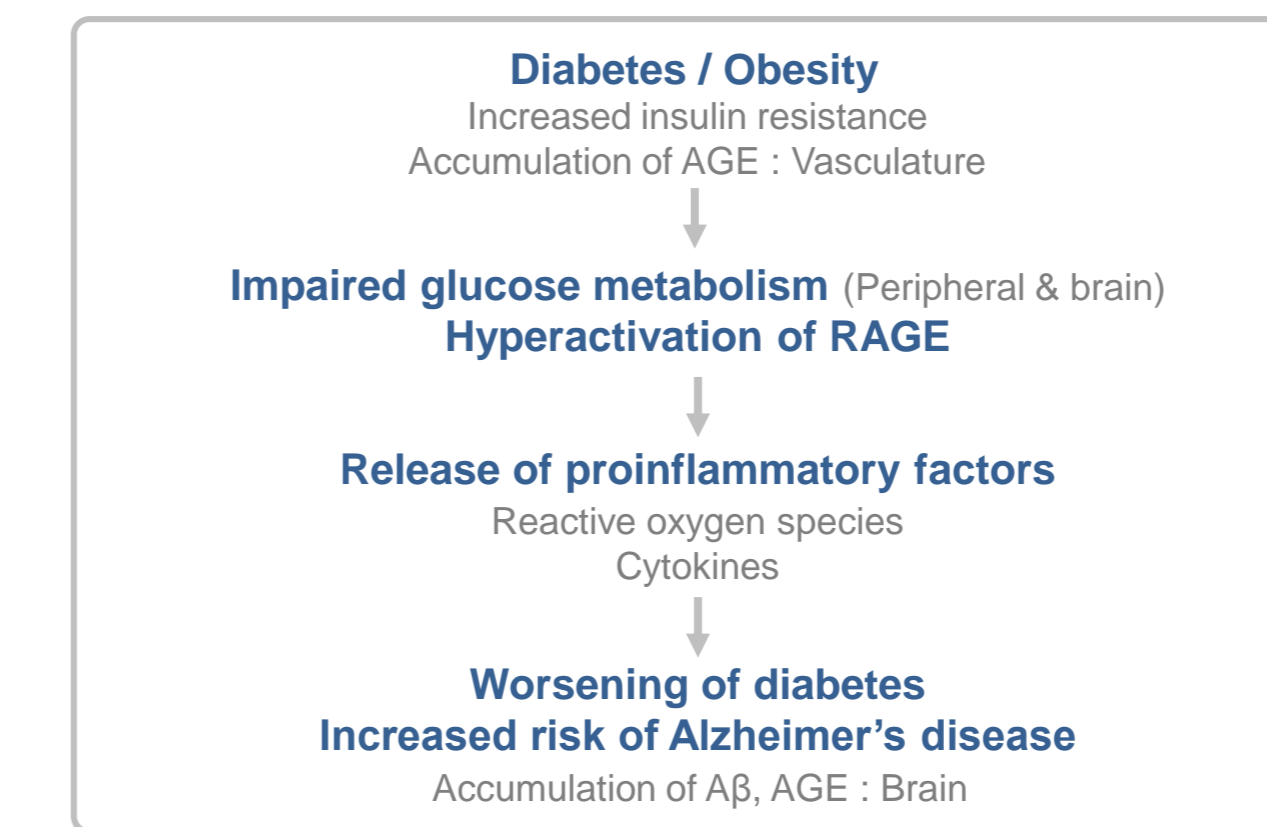 Diabetes / Obesity
Increased insulin resistance
Accumulation of AGE : Vasculature
Impaired glucose metabolism (Peripheral & brain)
Hyperactivation of RAGE
Release of proinflammatory factors
Reactive oxygen species
Cytokines
Worsening of diabetes
Increased risk of Alzheimer’s disease
Accumulation of Aβ, AGE : Brain